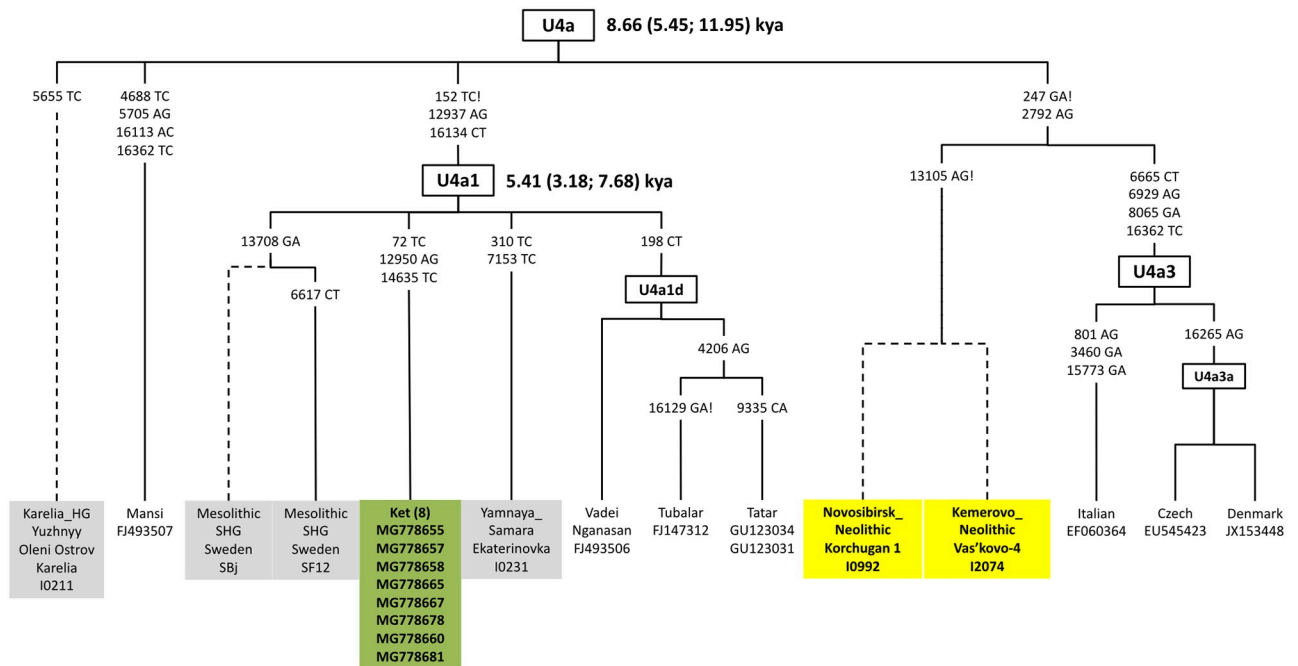 U4a 8.66 (5.45; 11.95) kya
5655 TC
4688 TC
5705 AG
16113 AC
16362 TC
152 TC!
12937 AG
16134 CT
247 GA!
2792 AG
U4a1 5.41 (3.18; 7.68) kya
13105 AG!
6665 CT
6929 AG
8065 GA
16362 TC
13708 GA
72 TC
12950 AG
14635 TC
310 TC
7153 TC
198 CT
6617 CT
U4a1d
U4a3
4206 AG
801 AG
3460 GA
15773 GA
16265 AG
U4a3a
16129 GA!
9335 CA
Karelia_HG
Yuzhnyy
Oleni Ostrov
Karelia
I0211
Mansi
FJ493507
Mesolithic
SHG
Sweden
SBj
Mesolithic
SHG
Sweden
SF12
Ket (8)
MG778655
MG778657
MG778658
MG778665
MG778667
MG778678
MG778660
MG778681
Yamnaya_
Samara
Ekaterinovka
I0231
Vadei
Nganasan
FJ493506
Tubalar
FJ147312
Tatar
GU123034
GU123031
Novosibirsk_
Neolithic
Korchugan 1
I0992
Kemerovo_
Neolithic
Vas’kovo-4
I2074
Italian
EF060364
Czech
EU545423
Denmark
JX153448